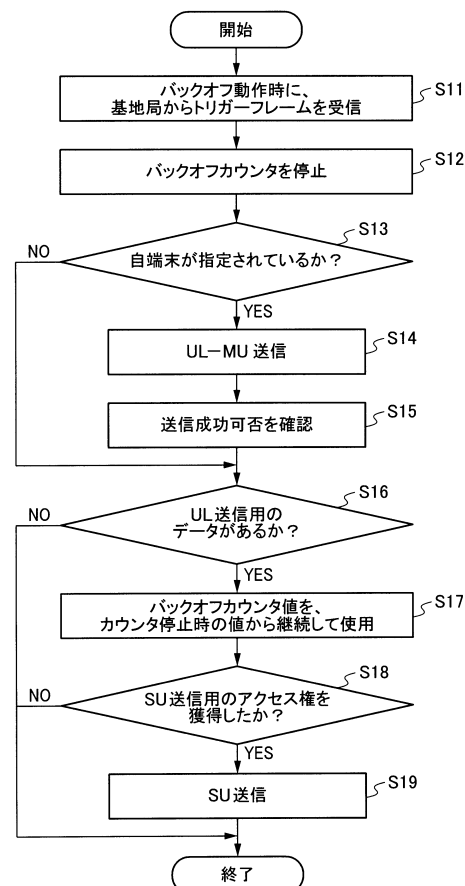 開始
バックオフ動作時に、
基地局からトリガーフレームを受信
S11
バックオフカウンタを停止
S12
自端末が指定されているか?
S13
NO
YES
UL－MU 送信
S14
送信成功可否を確認
S15
UL送信用の
データがあるか?
S16
NO
YES
バックオフカウンタ値を、
カウンタ停止時の値から継続して使用
S17
SU送信用のアクセス権を
獲得したか?
S18
NO
YES
SU送信
S19
終了